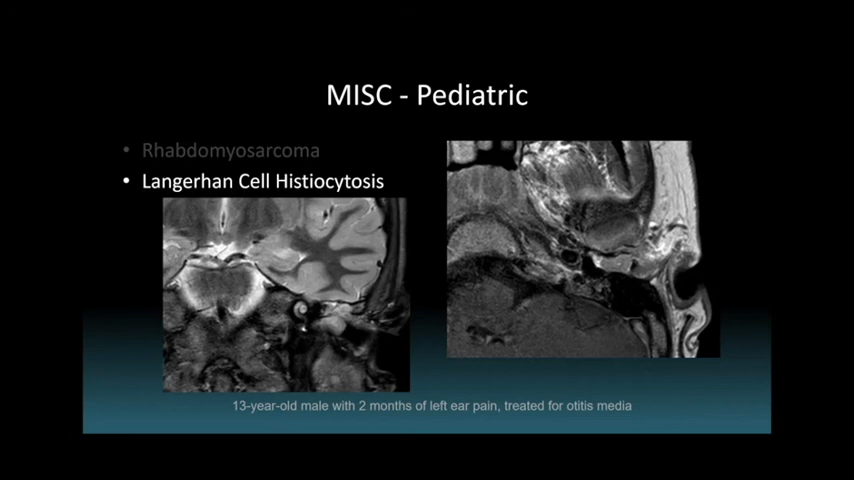 MISC - Pediatric
• Rhabdomyosarcoma
• Langerhan Cell Histiocytosis
13-year-old male with 2 months of left ear pain, treated for otitis media